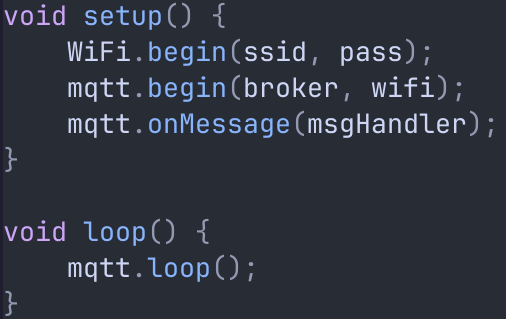 void setup() {
    WiFi.begin(ssid, pass);
    mqtt.begin(broker, wifi);
    mqtt.onMessage(msgHandler);
}

void loop() {
    mqtt.loop();
}